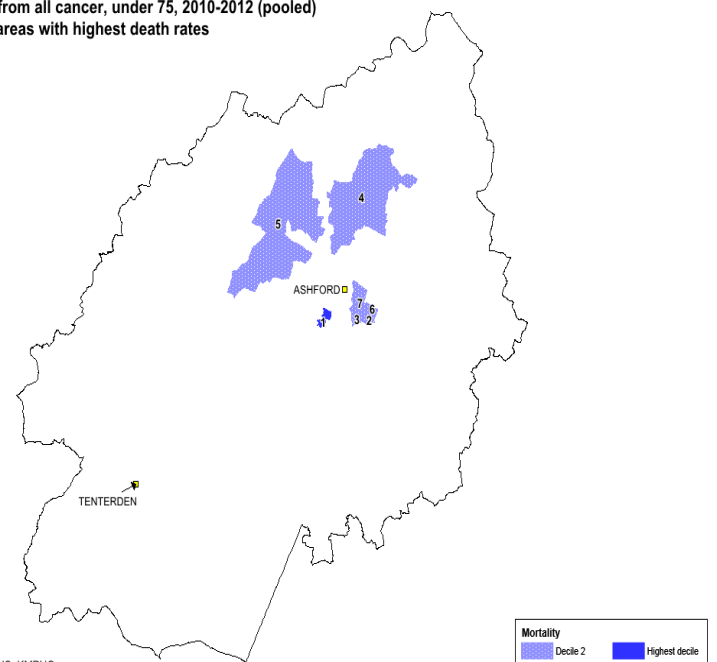 from all cancer, under 75, 2010-2012 (pooled)
areas with highest death rates
4
5
ASHFORD
7
6
1
3 2
TENTERDEN
Mortality
Decile 2 Highest decile